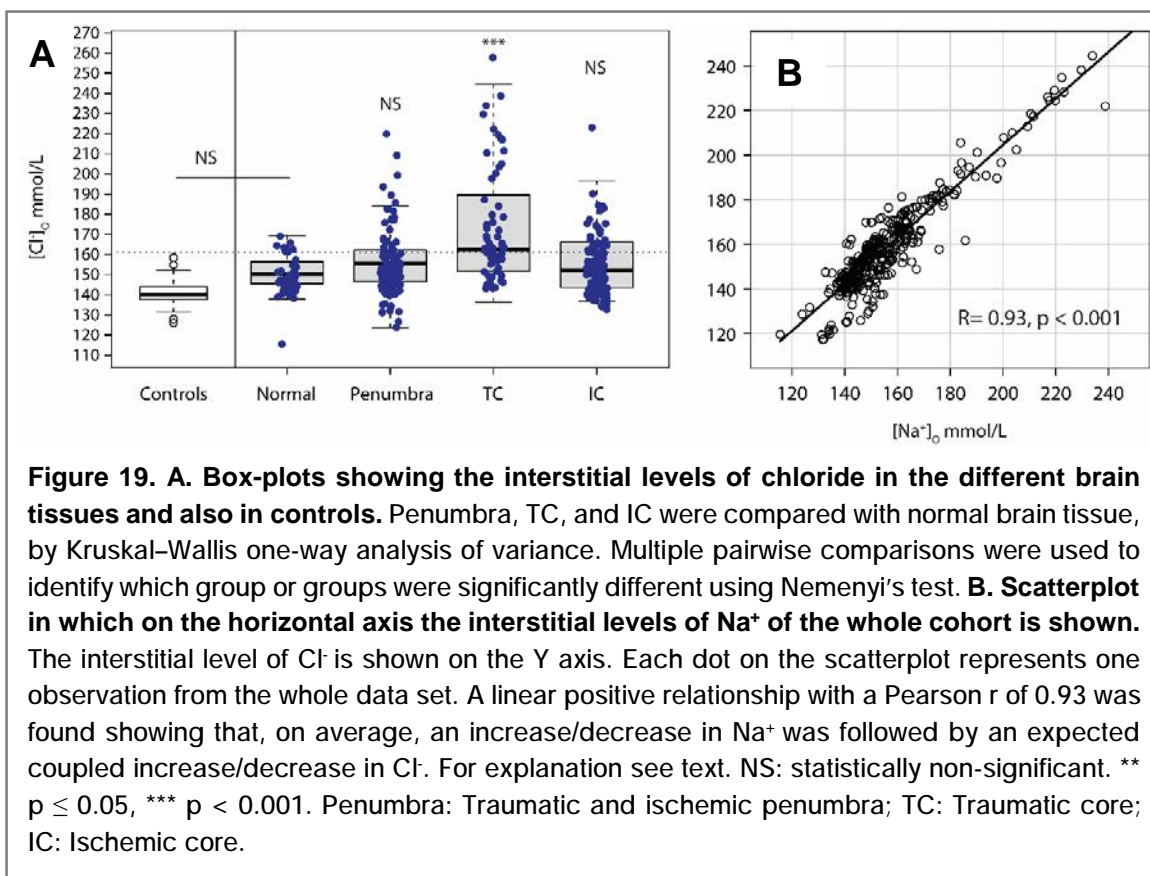 A
270
260
250
240
230
220
210
200
190
180
170
160
150
140
130
120
110
[Cl⁻]₀ mmol/L
NS
NS
***
NS
Controls
Normal
Penumbra
TC
IC
B
240
220
200
180
160
140
120
R= 0.93, p < 0.001
120 140 160 180 200 220 240
[Na⁺]₀ mmol/L
Figure 19. A. Box-plots showing the interstitial levels of chloride in the different brain
tissues and also in controls. Penumbra, TC, and IC were compared with normal brain tissue,
by Kruskal–Wallis one-way analysis of variance. Multiple pairwise comparisons were used to
identify which group or groups were significantly different using Nemenyi's test. B. Scatterplot
in which on the horizontal axis the interstitial levels of Na⁺ of the whole cohort is shown.
The interstitial level of Cl⁻ is shown on the Y axis. Each dot on the scatterplot represents one
observation from the whole data set. A linear positive relationship with a Pearson r of 0.93 was
found showing that, on average, an increase/decrease in Na⁺ was followed by an expected
coupled increase/decrease in Cl⁻. For explanation see text. NS: statistically non-significant. **
p ≤ 0.05, *** p < 0.001. Penumbra: Traumatic and ischemic penumbra; TC: Traumatic core;
IC: Ischemic core.